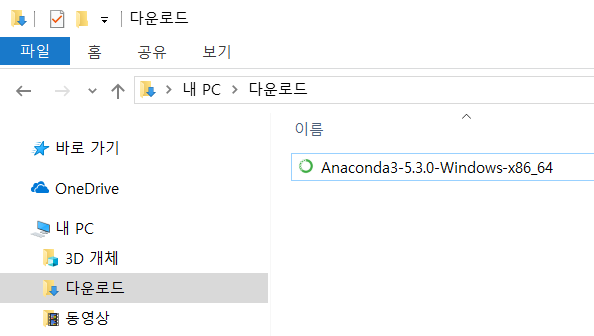 다운로드
파일 홈 공유 보기
내 PC 다운로드
이름
바로 가기
Anaconda3-5.3.0-Windows-x86_64
OneDrive
내 PC
3D 개체
다운로드
동영상